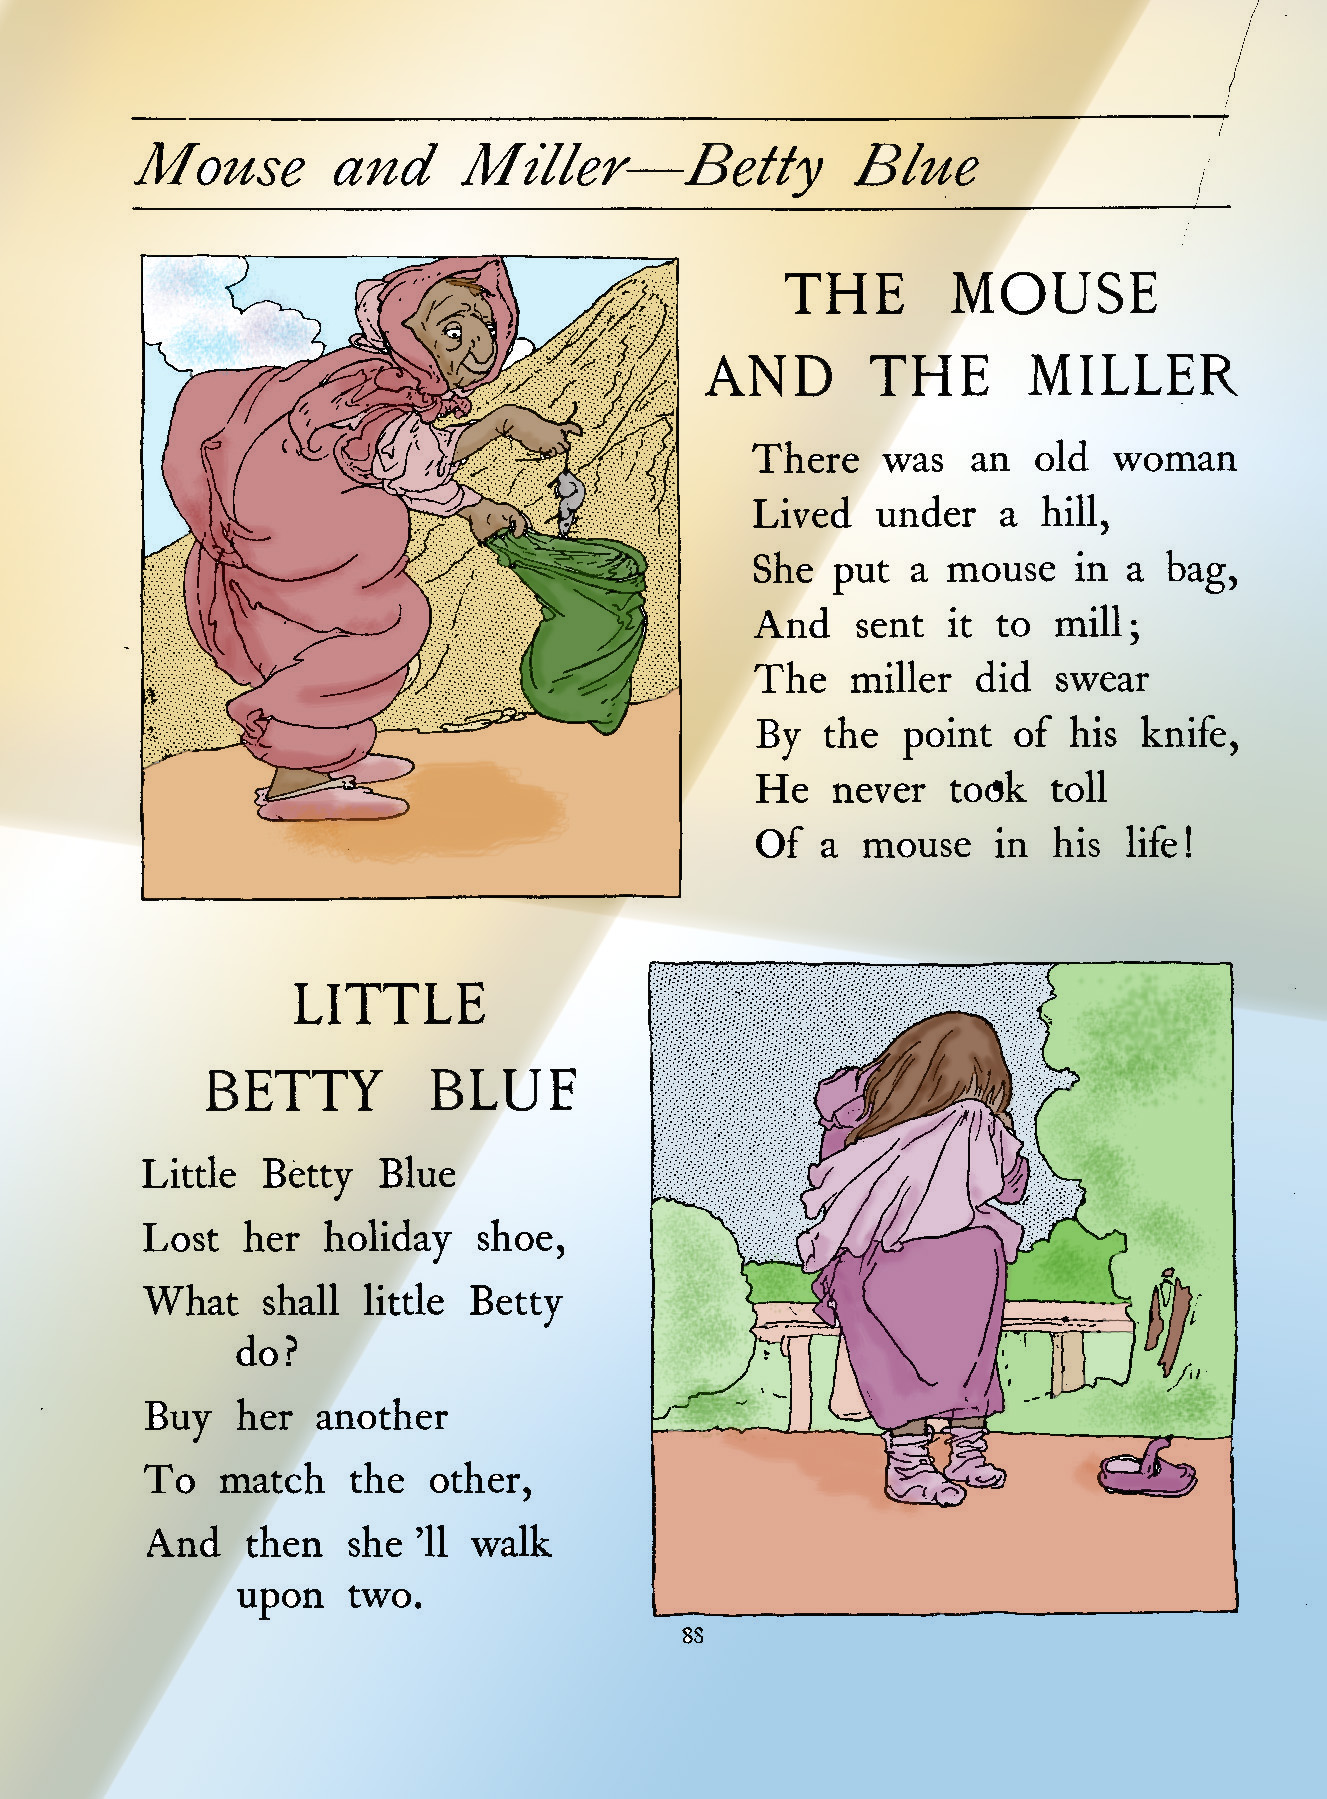 Mouse and Miller—Betty Blue
THE MOUSE
AND THE MILLER
There was an old woman
Lived under a hill,
She put a mouse in a bag,
And sent it to mill;
The miller did swear
By the point of his knife,
He never took toll
Of a mouse in his life!
LITTLE
BETTY BLUE
Little Betty Blue
Lost her holiday shoe,
What shall little Betty
do?
Buy her another
To match the other,
And then she 'll walk
upon two.
88